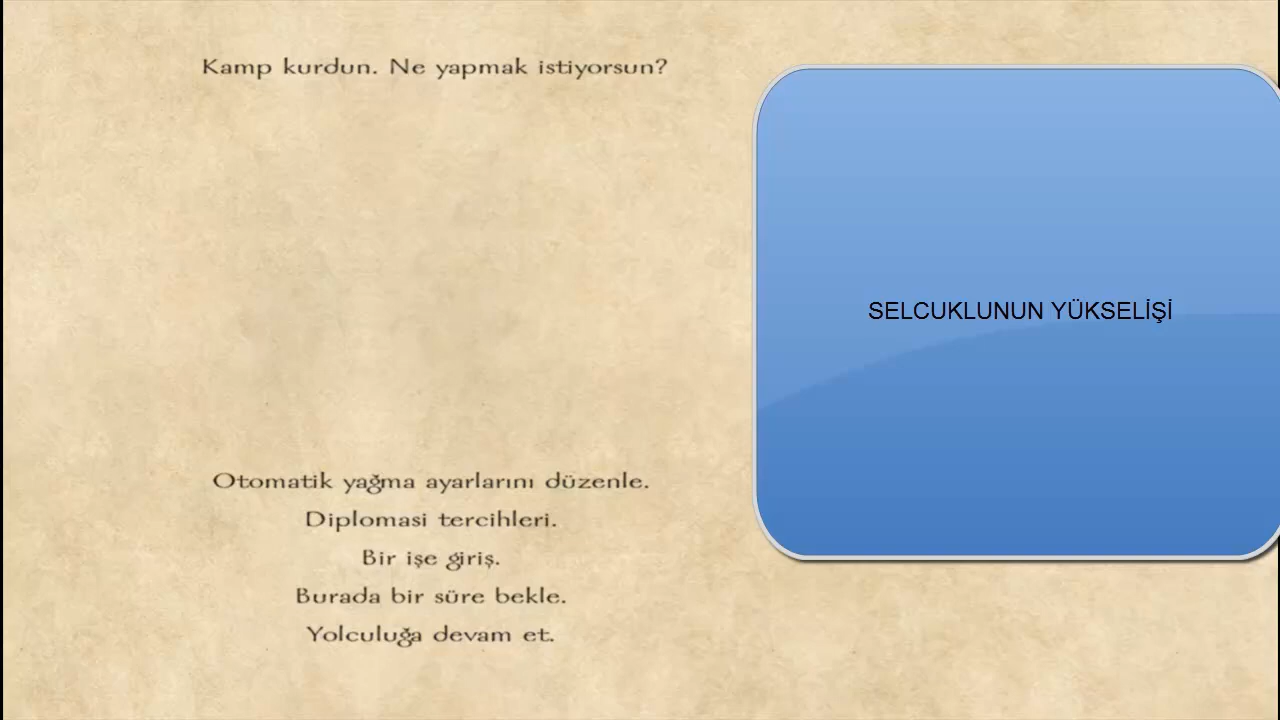 Kamp kurdun. Ne yapmak istiyorsun?
SELCUKLUNUN YÜKSELİŞİ
Otomatik yağma ayarlarını düzenle.
Diplomasi tercihleri.
Bir işe giriş.
Burada bir süre bekle.
Yolculuğa devam et.